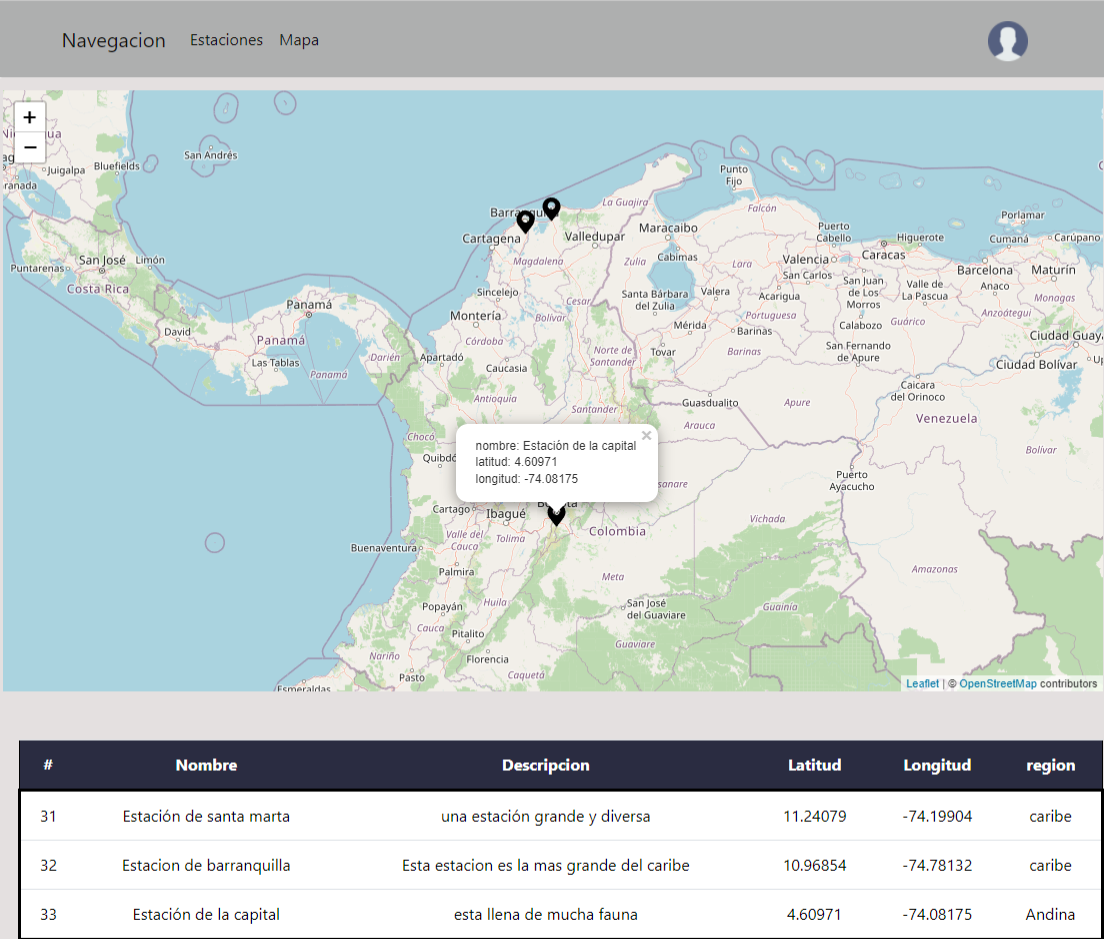 Navegacion Estaciones Mapa
+
−
San Andrés
Bluefields
Juigalpa
Punto
Fijo
La Guajira
Falcón
Cartagena
Valledupar
Maracaibo
Magdalena
Zulia
Cabimas
Lara
Puerto
Cabello
Higuerote
Porlamar
Cumaná
Carúpano
Valencia
Caracas
San Carlos
Barcelona
Maturín
Anaco
San José
Limón
Puntarenas
Costa Rica
Panamá
David
Panamá
Las Tablas
Panamá
Darién
Sincelejo
Cesar
Montería
Bolívar
Córdoba
Apartadó
Caucasia
Norte de
Santander
Antioquia
Santander
Santa Bárbara
del Zulia
Valera
Acarigua
San Juan
de Los
Morros
Valle de
La Pascua
Monagas
Portuguesa
Anzoátegui
Mérida
Barinas
Calabozo
Guárico
Tovar
Barinas
San Fernando
de Apure
Ciudad Guay
Ciudad Bolívar
Guasdualito
Apure
Caicara
del Orinoco
Arauca
Venezuela
Bolívar
Chocó
Quibdó
nombre: Estación de la capital
latitud: 4.60971
longitud: -74.08175
×
Puerto
Ayacucho
Cartago
Ibagué
Colombia
Vichada
Valle del
Cauca
Tolima
Buenaventura
Palmira
Meta
Amazonas
Popayán
Huila
San José
del Guaviare
Guainía
Cauca
Pitalito
Guaviare
Nariño
Florencia
Pasto
Caquetá
Esmeraldas
Leaflet | © OpenStreetMap contributors
# Nombre Descripcion Latitud Longitud region
31 Estación de santa marta una estación grande y diversa 11.24079 -74.19904 caribe
32 Estacion de barranquilla Esta estacion es la mas grande del caribe 10.96854 -74.78132 caribe
33 Estación de la capital esta llena de mucha fauna 4.60971 -74.08175 Andina